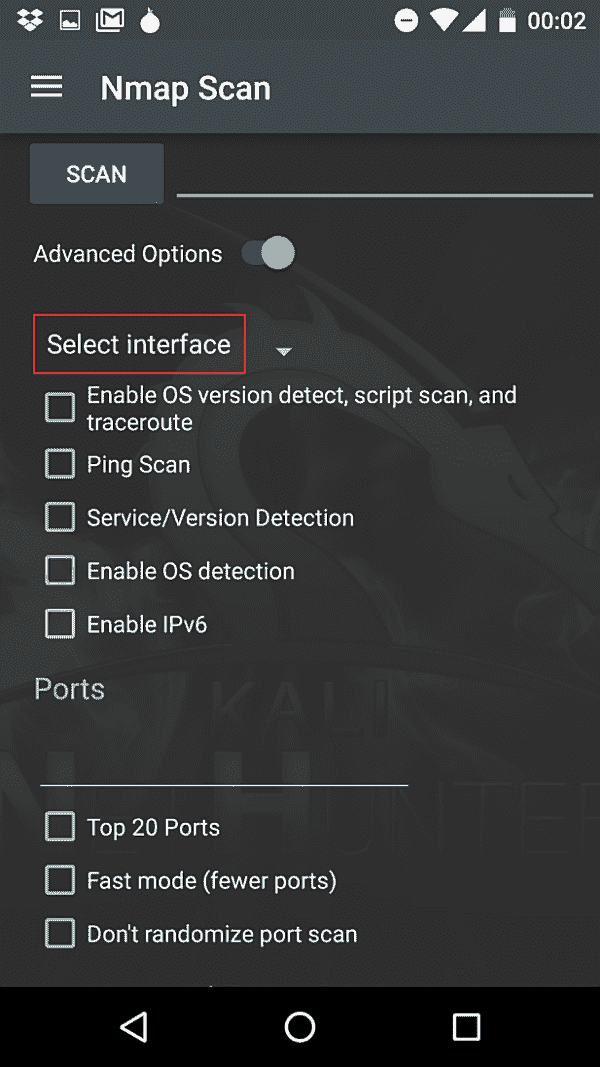 00:02
Nmap Scan
SCAN
Advanced Options
Select interface
Enable OS version detect, script scan, and
traceroute
Ping Scan
Service/Version Detection
Enable OS detection
Enable IPv6
Ports
KALI
N HUNTER
Top 20 Ports
Fast mode (fewer ports)
Don't randomize port scan